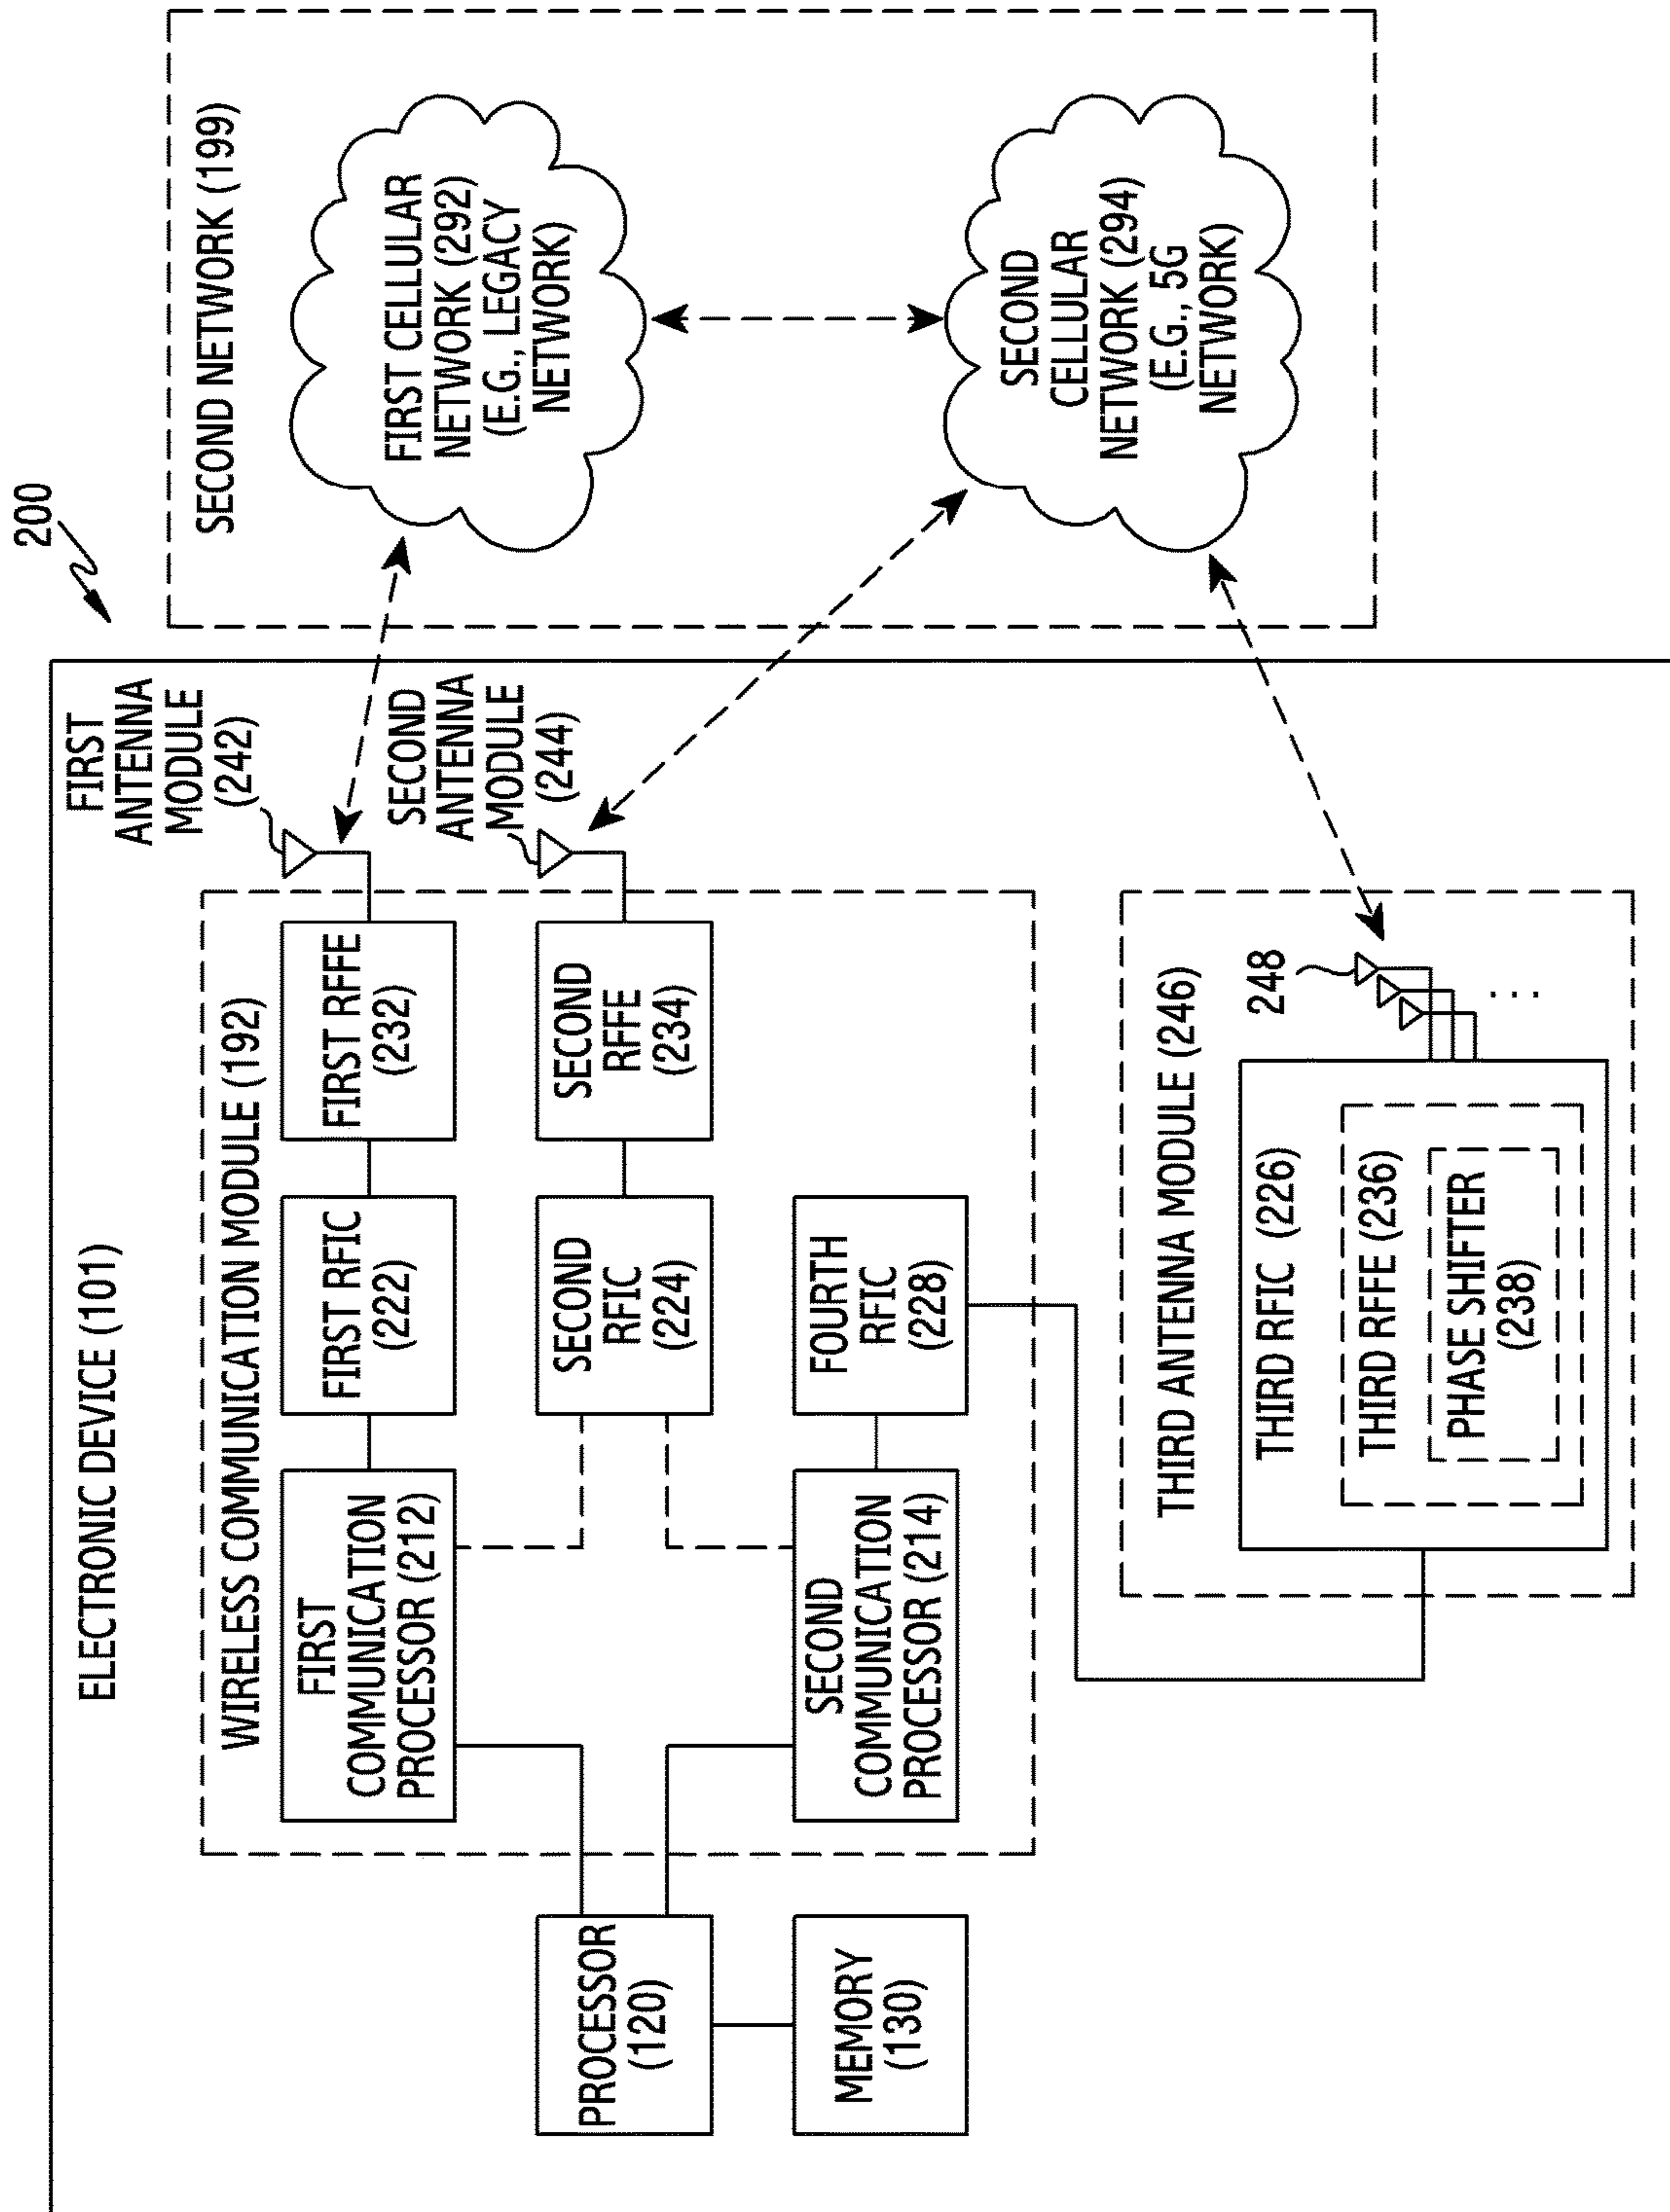 200
ELECTRONIC DEVICE (101)
WIRELESS COMMUNICATION MODULE (192)
FIRST
COMMUNICATION
PROCESSOR (212)
FIRST RFIC
(222)
FIRST RFFE
(232)
FIRST
ANTENNA
MODULE
(242)
SECOND
RFIC
(224)
SECOND
RFFE
(234)
SECOND
ANTENNA
MODULE
(244)
PROCESSOR
(120)
MEMORY
(130)
SECOND
COMMUNICATION
PROCESSOR (214)
FOURTH
RFIC
(228)
THIRD ANTENNA MODULE (246)
THIRD RFIC (226)
THIRD RFFE (236)
PHASE SHIFTER
(238)
248
...
SECOND NETWORK (199)
FIRST CELLULAR
NETWORK (292)
(E.G., LEGACY
NETWORK)
SECOND
CELLULAR
NETWORK (294)
(E.G., 5G
NETWORK)